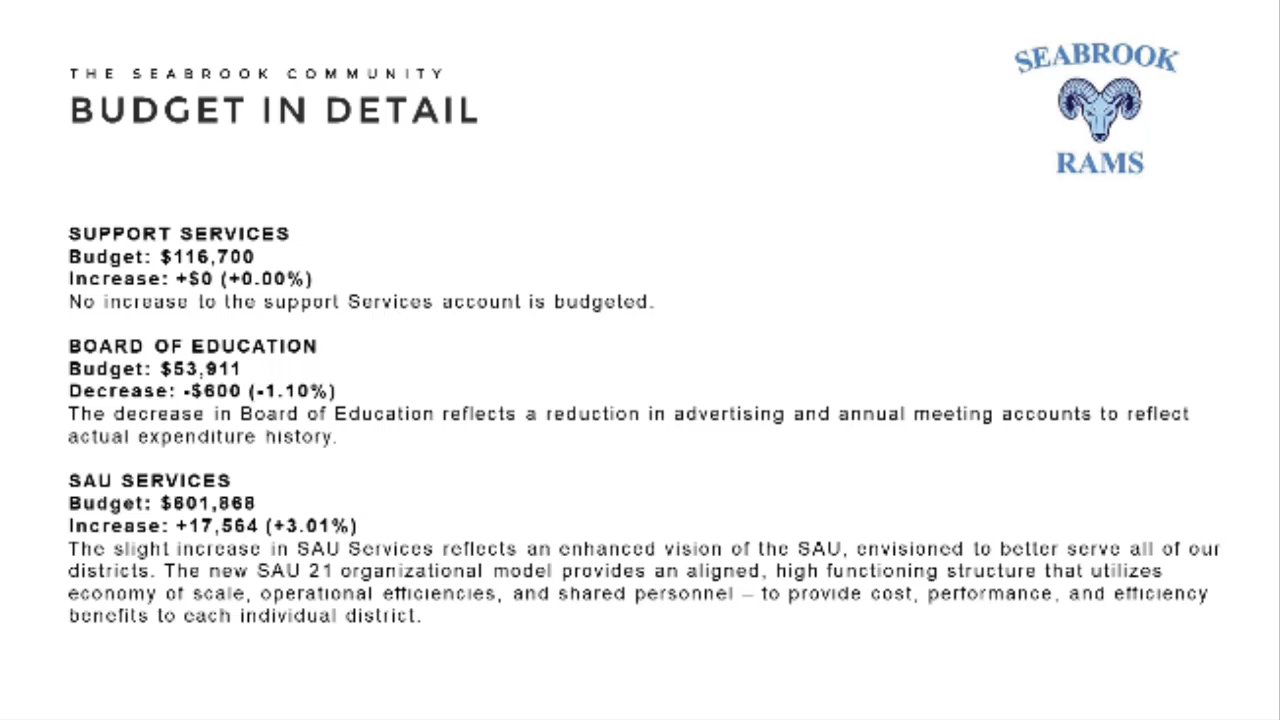 THE SEABROOK COMMUNITY
BUDGET IN DETAIL
SEABROOK
RAMS
SUPPORT SERVICES
Budget: $116,700
Increase: +$0 (+0.00%)
No increase to the support Services account is budgeted.
BOARD OF EDUCATION
Budget: $53,911
Decrease: -$600 (-1.10%)
The decrease in Board of Education reflects a reduction in advertising and annual meeting accounts to reflect
actual expenditure history.
SAU SERVICES
Budget: $601,868
Increase: +17,564 (+3.01%)
The slight increase in SAU Services reflects an enhanced vision of the SAU, envisioned to better serve all of our
districts. The new SAU 21 organizational model provides an aligned, high functioning structure that utilizes
economy of scale, operational efficiencies, and shared personnel – to provide cost, performance, and efficiency
benefits to each individual district.